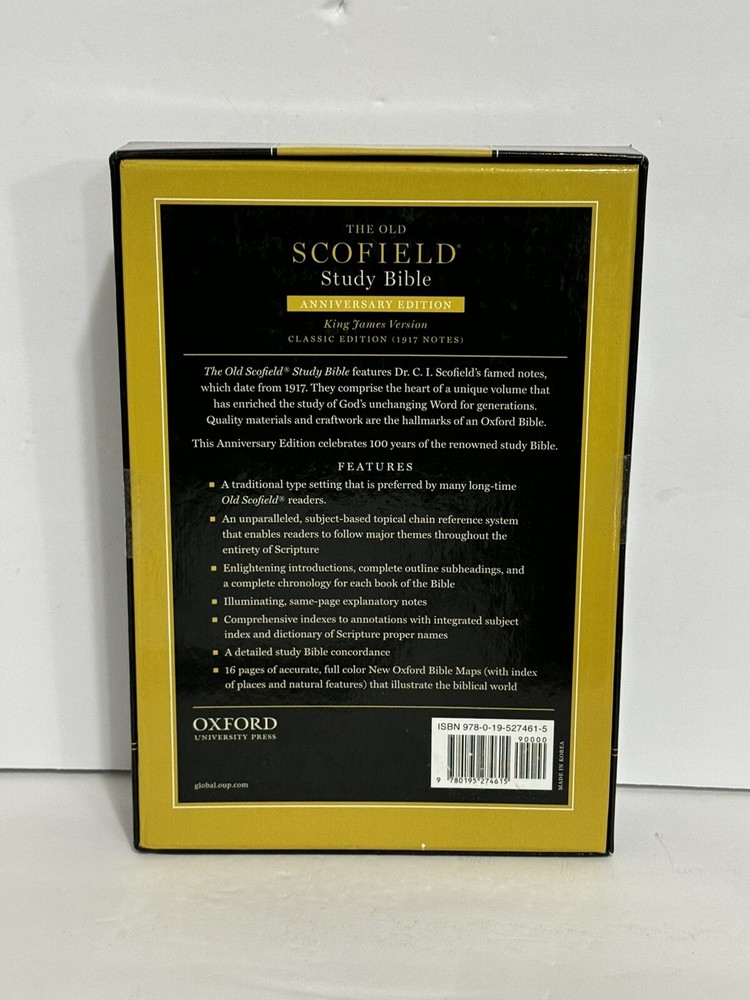 THE OLD
SCOFIELD®
Study Bible
ANNIVERSARY EDITION
King James Version
CLASSIC EDITION (1917 NOTES)
The Old Scofield® Study Bible features Dr. C. I. Scofield's famed notes,
which date from 1917. They comprise the heart of a unique volume that
has enriched the study of God's unchanging Word for generations.
Quality materials and craftwork are the hallmarks of an Oxford Bible.
This Anniversary Edition celebrates 100 years of the renowned study Bible.
FEATURES
▪ A traditional type setting that is preferred by many long-time
Old Scofield® readers.
▪ An unparalleled, subject-based topical chain reference system
that enables readers to follow major themes throughout the
entirety of Scripture
▪ Enlightening introductions, complete outline subheadings, and
a complete chronology for each book of the Bible
▪ Illuminating, same-page explanatory notes
▪ Comprehensive indexes to annotations with integrated subject
index and dictionary of Scripture proper names
▪ A detailed study Bible concordance
▪ 16 pages of accurate, full color New Oxford Bible Maps (with index
of places and natural features) that illustrate the biblical world
OXFORD
UNIVERSITY PRESS
global.oup.com
ISBN 978-0-19-527461-5
90000
9 780195 274615
MADE IN KOREA